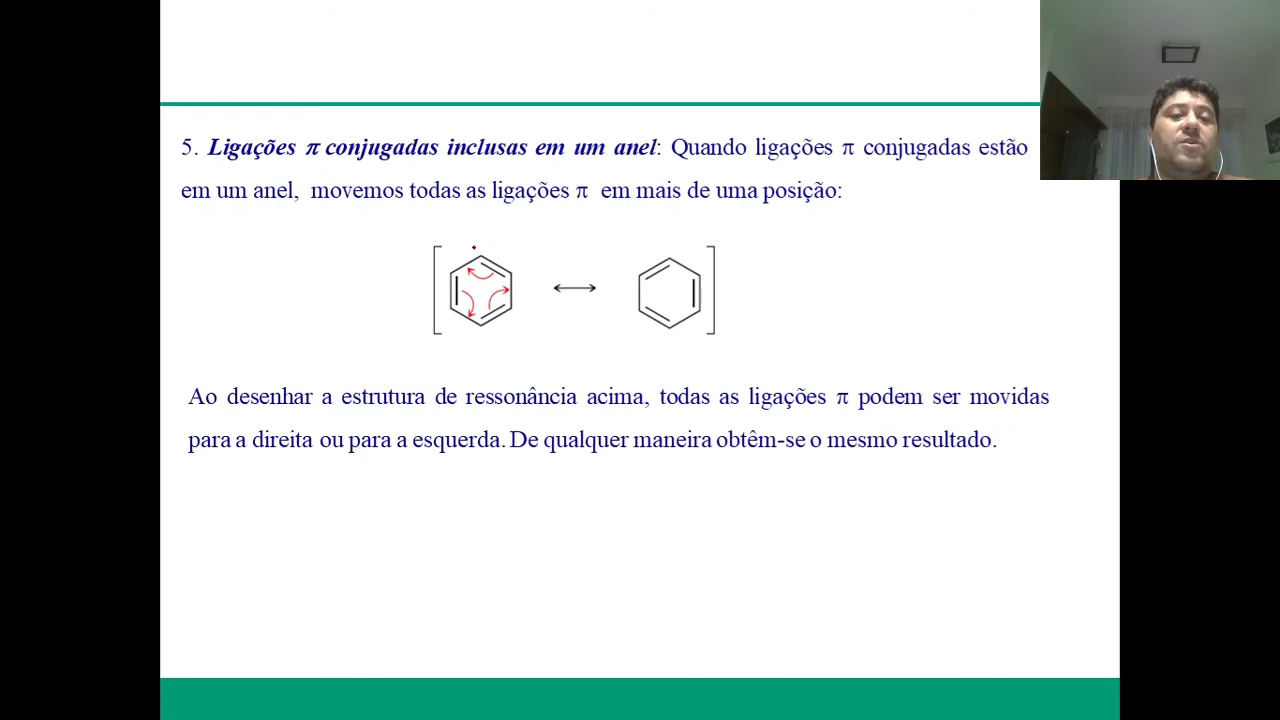 5. Ligações π conjugadas inclusas em um anel: Quando ligações π conjugadas estão
em um anel, movemos todas as ligações π em mais de uma posição:
Ao desenhar a estrutura de ressonância acima, todas as ligações π podem ser movidas
para a direita ou para a esquerda. De qualquer maneira obtêm-se o mesmo resultado.